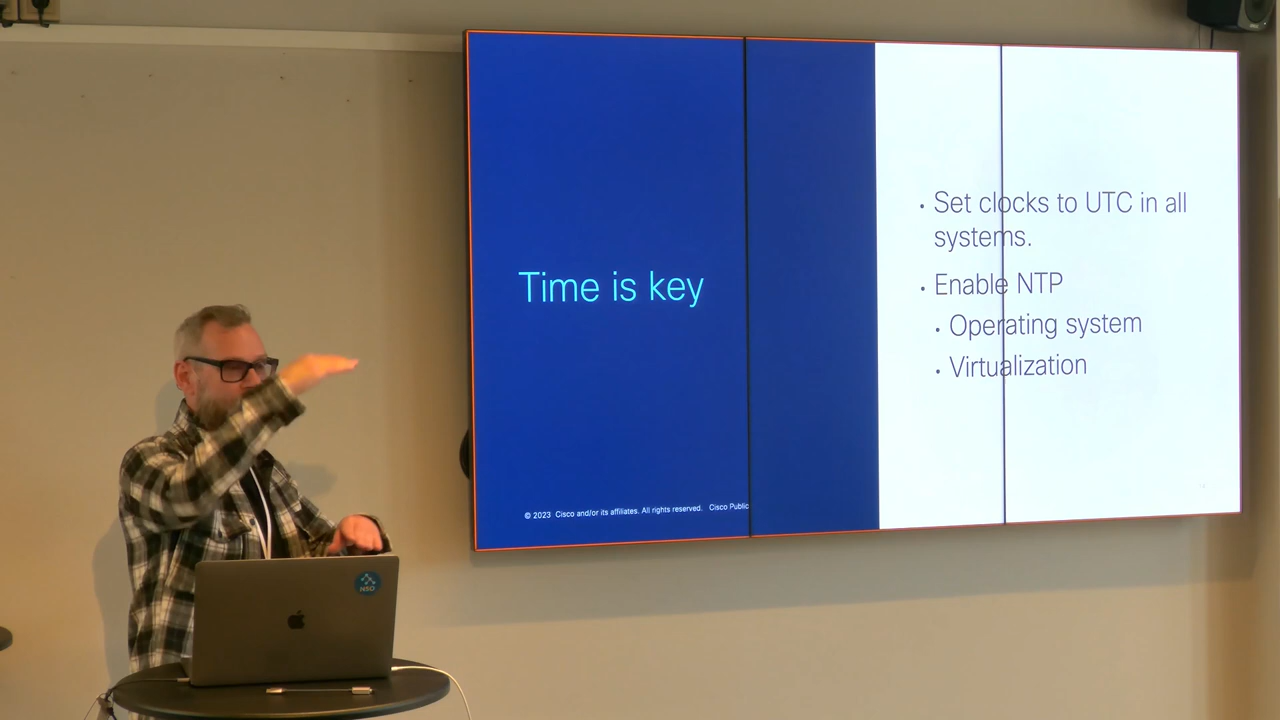 Time is key
• Set clocks to UTC in all
systems.
• Enable NTP
• Operating system
• Virtualization
© 2023 Cisco and/or its affiliates. All rights reserved. Cisco Public
NSO